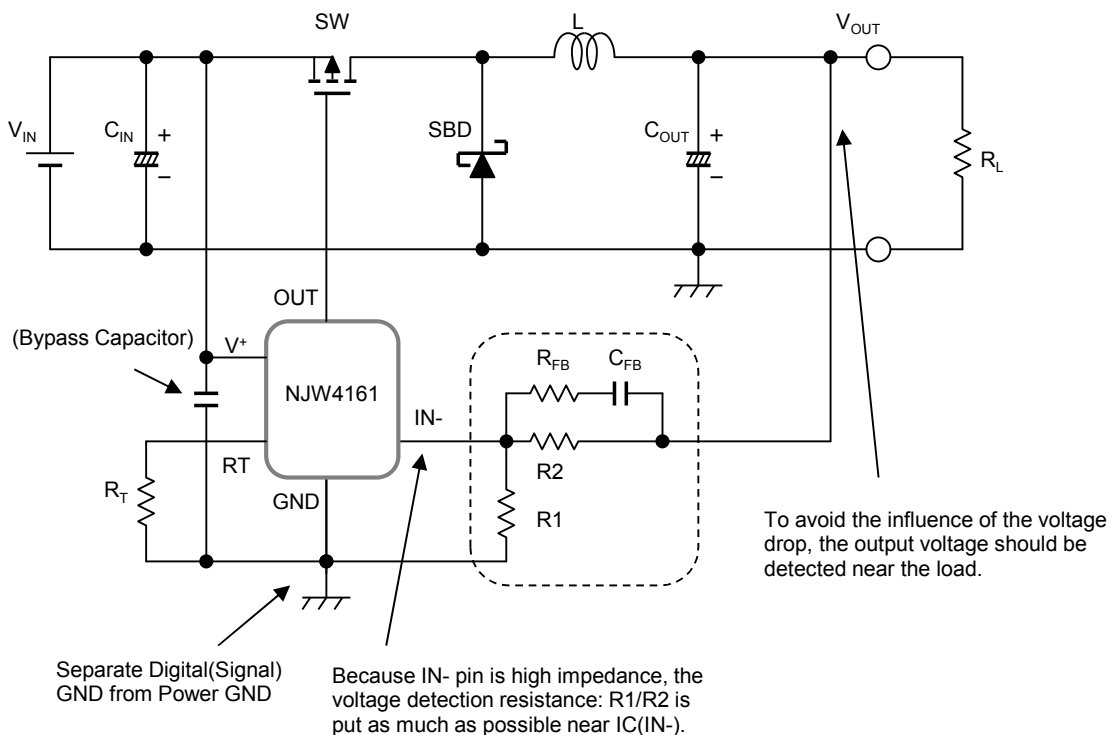 SW
L
VOUT
VIN
CIN
+
−
SBD
COUT
+
−
RL
OUT
(Bypass Capacitor)
V+
NJW4161
RFB
CFB
IN-
RT
R2
RT
GND
R1
To avoid the influence of the voltage
drop, the output voltage should be
detected near the load.
Separate Digital(Signal)
GND from Power GND
Because IN- pin is high impedance, the
voltage detection resistance: R1/R2 is
put as much as possible near IC(IN-).